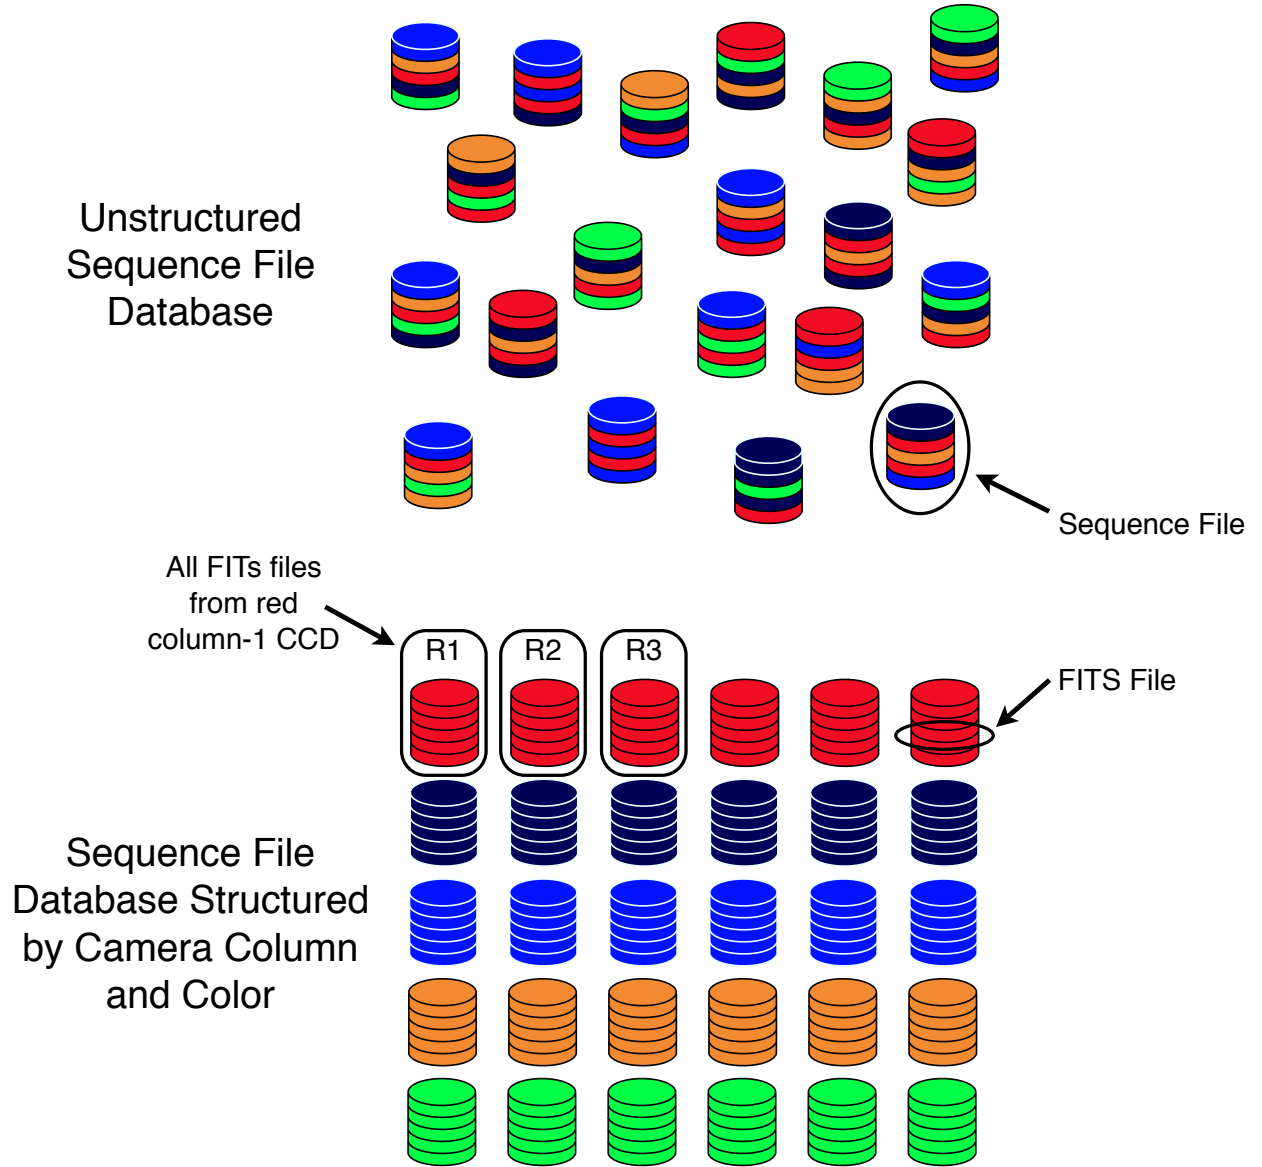 Unstructured
Sequence File
Database
Sequence File
All FITs files
from red
column-1 CCD
R1
R2
R3
FITS File
Sequence File
Database Structured
by Camera Column
and Color